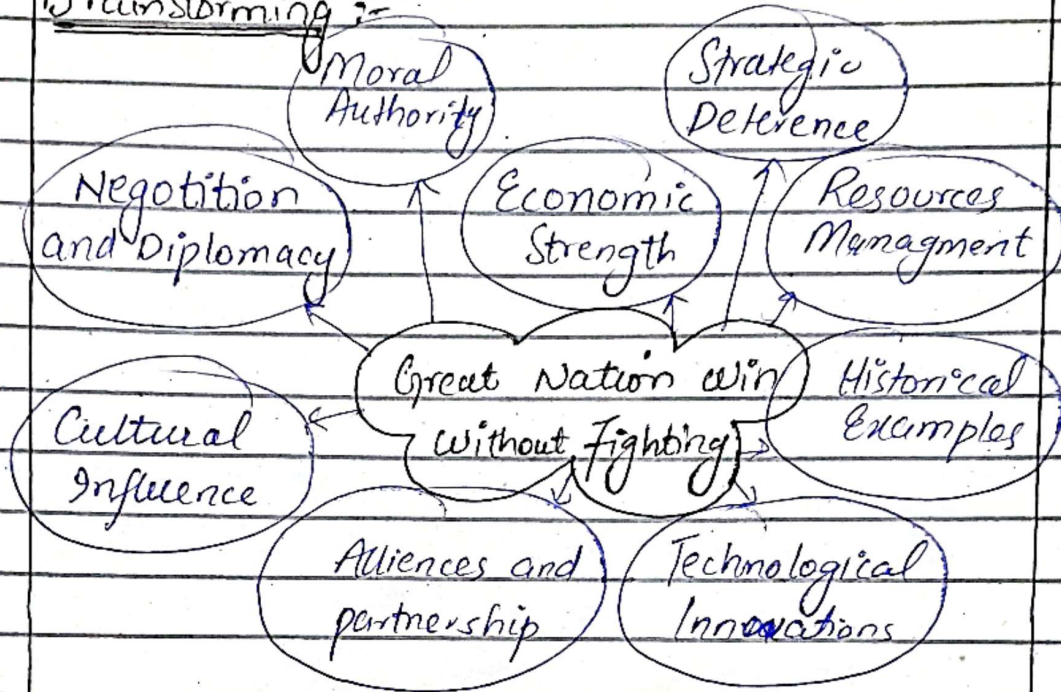 Brainstorming :-
Moral
Authority
Strategic
Deterence
Negotition
and Diplomacy
Economic
Strength
Resources
Managment
Great Nation Win
without Fighting
Historical
Examples
Cultural
Influence
Alliences and
partnership
Technological
Innovations